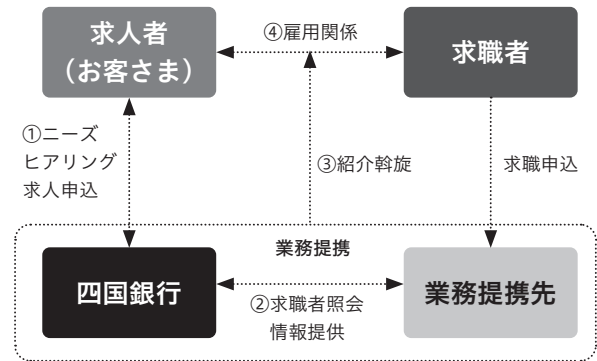 求人者
（お客さま）
④雇用関係
求職者
①ニーズ
ヒアリング
求人申込
③紹介斡旋
求職申込
業務提携
四国銀行
②求職者照会
情報提供
業務提携先